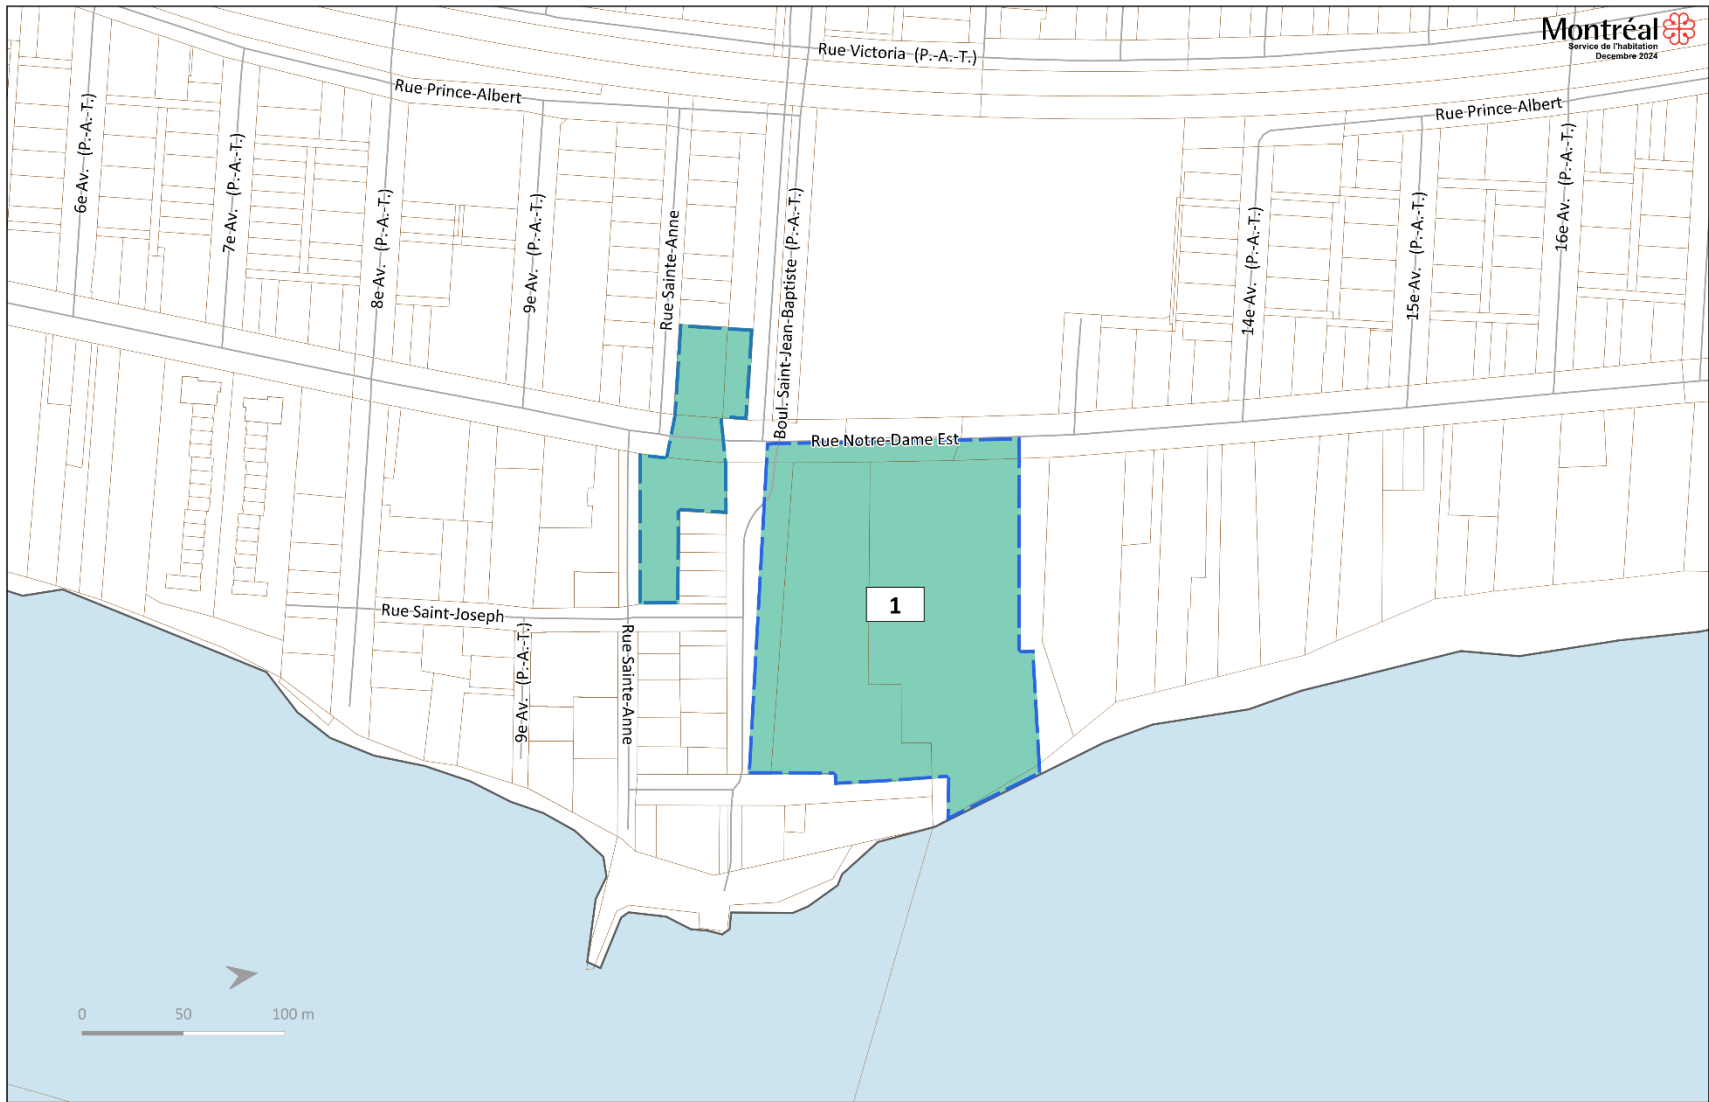 Montréal
Service de l'habitation
Decembre 2024
Rue Victoria (P.-A.-T.)
Rue Prince-Albert
Rue Prince-Albert
6e Av. (P.-A.-T.)
7e Av. (P.-A.-T.)
8e Av. (P.-A.-T.)
9e Av. (P.-A.-T.)
Rue Sainte-Anne
Boul. Saint-Jean-Baptiste (P.-A.-T.)
14e Av. (P.-A.-T.)
15e Av. (P.-A.-T.)
16e Av. (P.-A.-T.)
Rue Notre-Dame Est
1
Rue Saint-Joseph
9e Av. (P.-A.-T.)
Rue Sainte-Anne
0 50 100 m